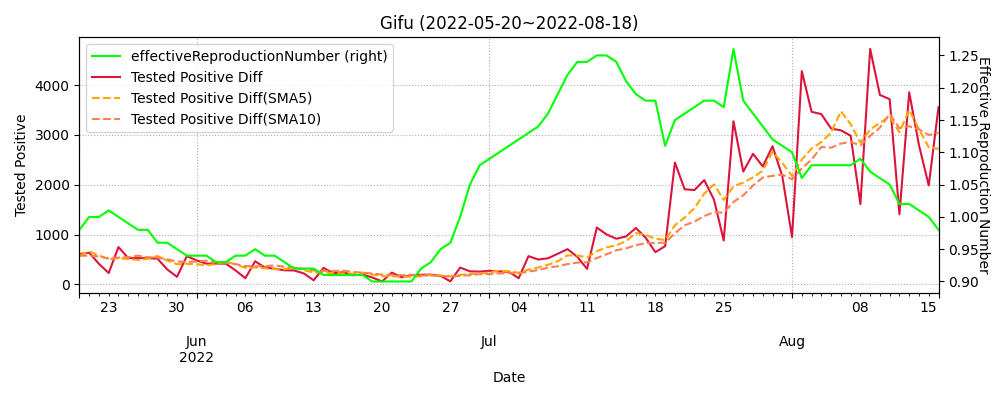 Gifu (2022-05-20~2022-08-18)
effectiveReproductionNumber (right)
Tested Positive Diff
Tested Positive Diff(SMA5)
Tested Positive Diff(SMA10)
Tested Positive
4000
3000
2000
1000
0
1.25
1.20
1.15
1.10
1.05
1.00
0.95
0.90
Effective Reproduction Number
23 30 06 13 20 27 04 11 18 25 08 15
Jun Jul Aug
2022
Date